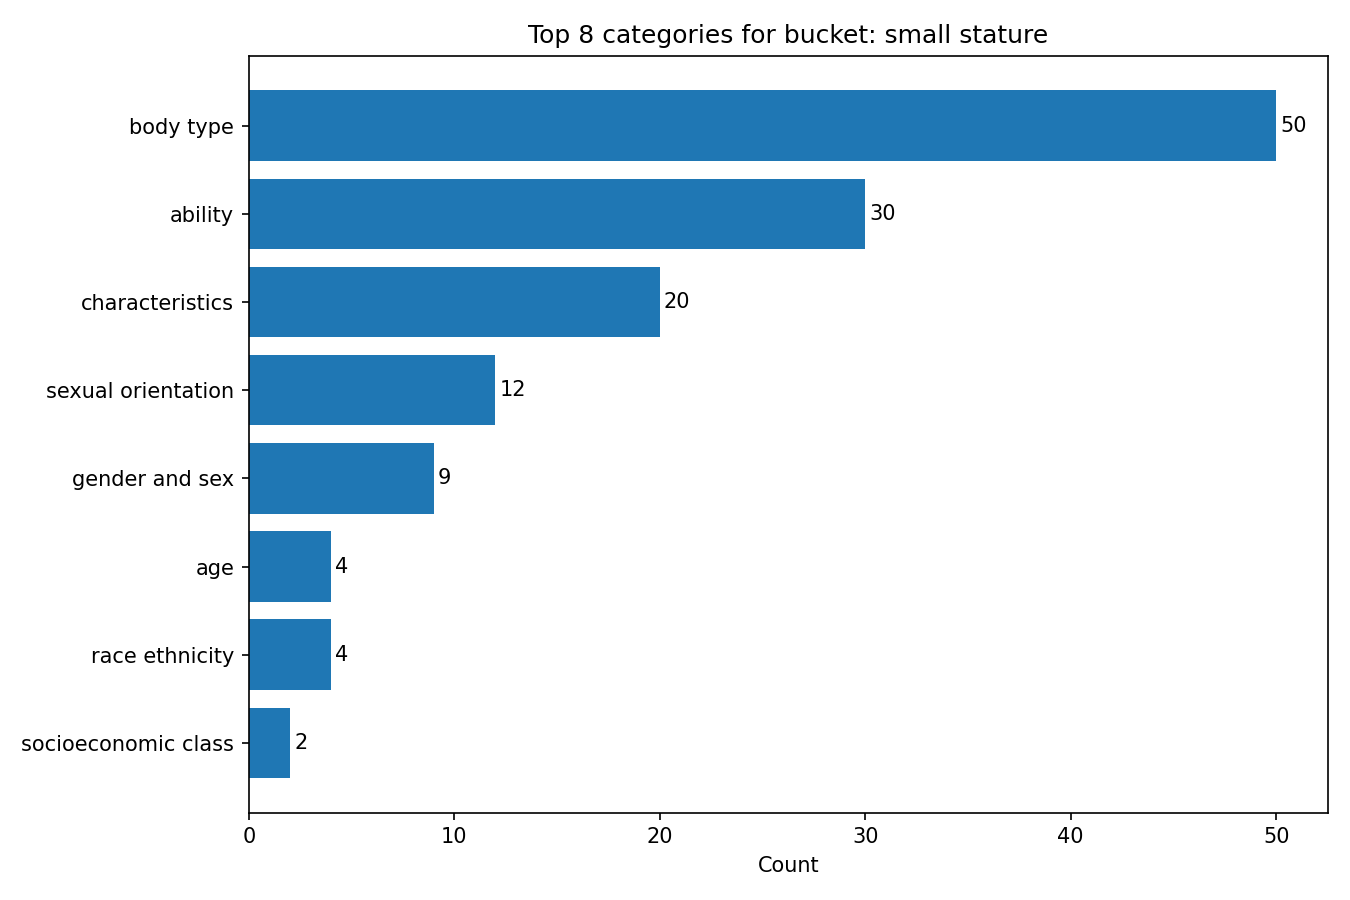 Top 8 categories for bucket: small stature
body type
50
ability
30
characteristics
20
sexual orientation
12
gender and sex
9
age
4
race ethnicity
4
socioeconomic class
2
0 10 20 30 40 50
Count